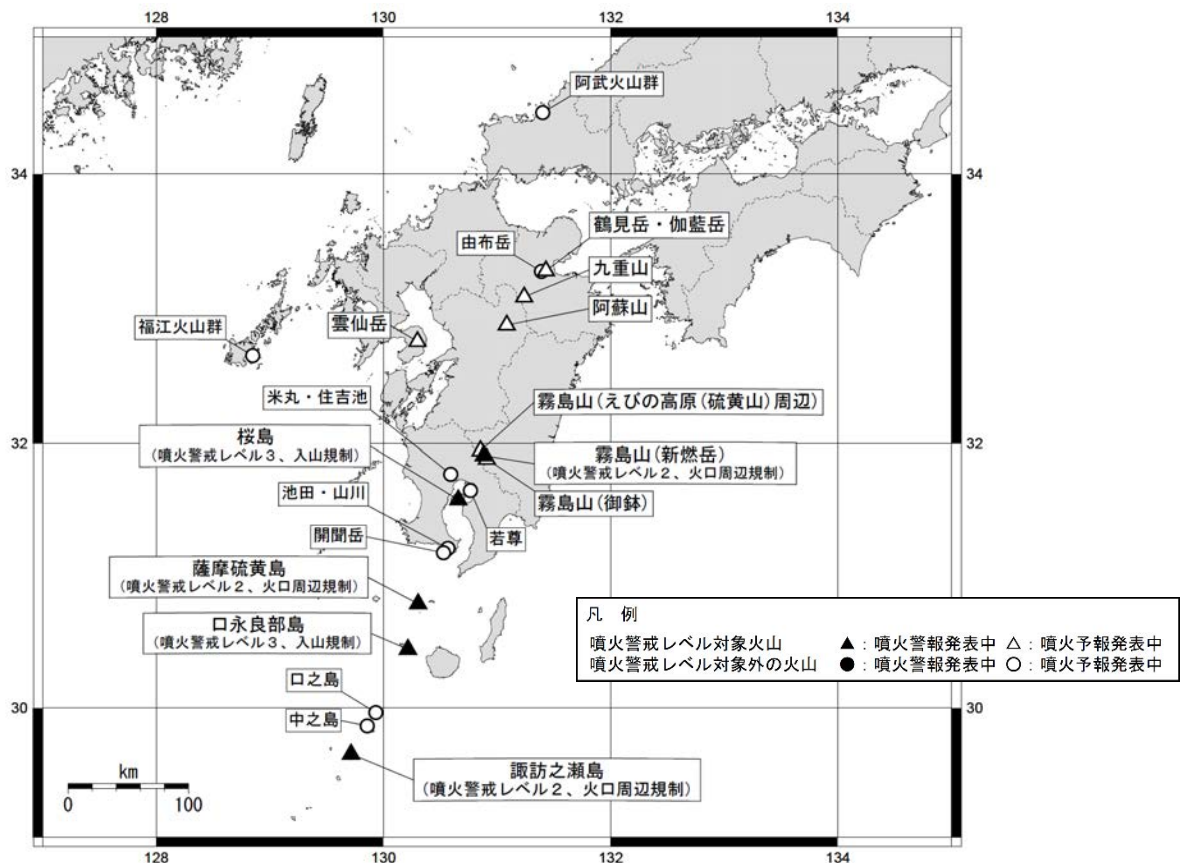 128
130
132
134
阿武火山群
34
34
鶴見岳・伽藍岳
由布岳
九重山
阿蘇山
雲仙岳
福江火山群
米丸・住吉池
霧島山(えびの高原(硫黄山)周辺)
32
32
桜島
(噴火警戒レベル3、入山規制)
霧島山(新燃岳)
(噴火警戒レベル2、火口周辺規制)
池田・山川
霧島山(御鉢)
開聞岳
若尊
薩摩硫黄島
(噴火警戒レベル2、火口周辺規制)
口永良部島
(噴火警戒レベル3、入山規制)
凡 例
噴火警戒レベル対象火山 ▲:噴火警報発表中 △:噴火予報発表中
噴火警戒レベル対象外の火山 ●:噴火警報発表中 ○:噴火予報発表中
口之島
30
30
中之島
諏訪之瀬島
(噴火警戒レベル2、火口周辺規制)
km
0 100
128
130
132
134